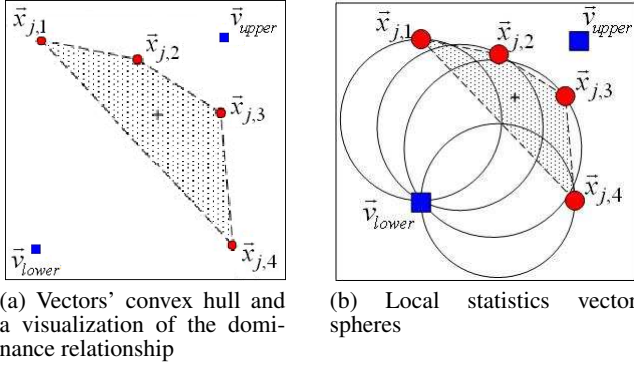 x⃗j,1
x⃗j,2
v⃗upper
x⃗j,3
v⃗lower
x⃗j,4
x⃗j,1
x⃗j,2
v⃗upper
x⃗j,3
v⃗lower
x⃗j,4
(a) Vectors' convex hull and
a visualization of the domi-
nance relationship
(b) Local statistics vector
spheres